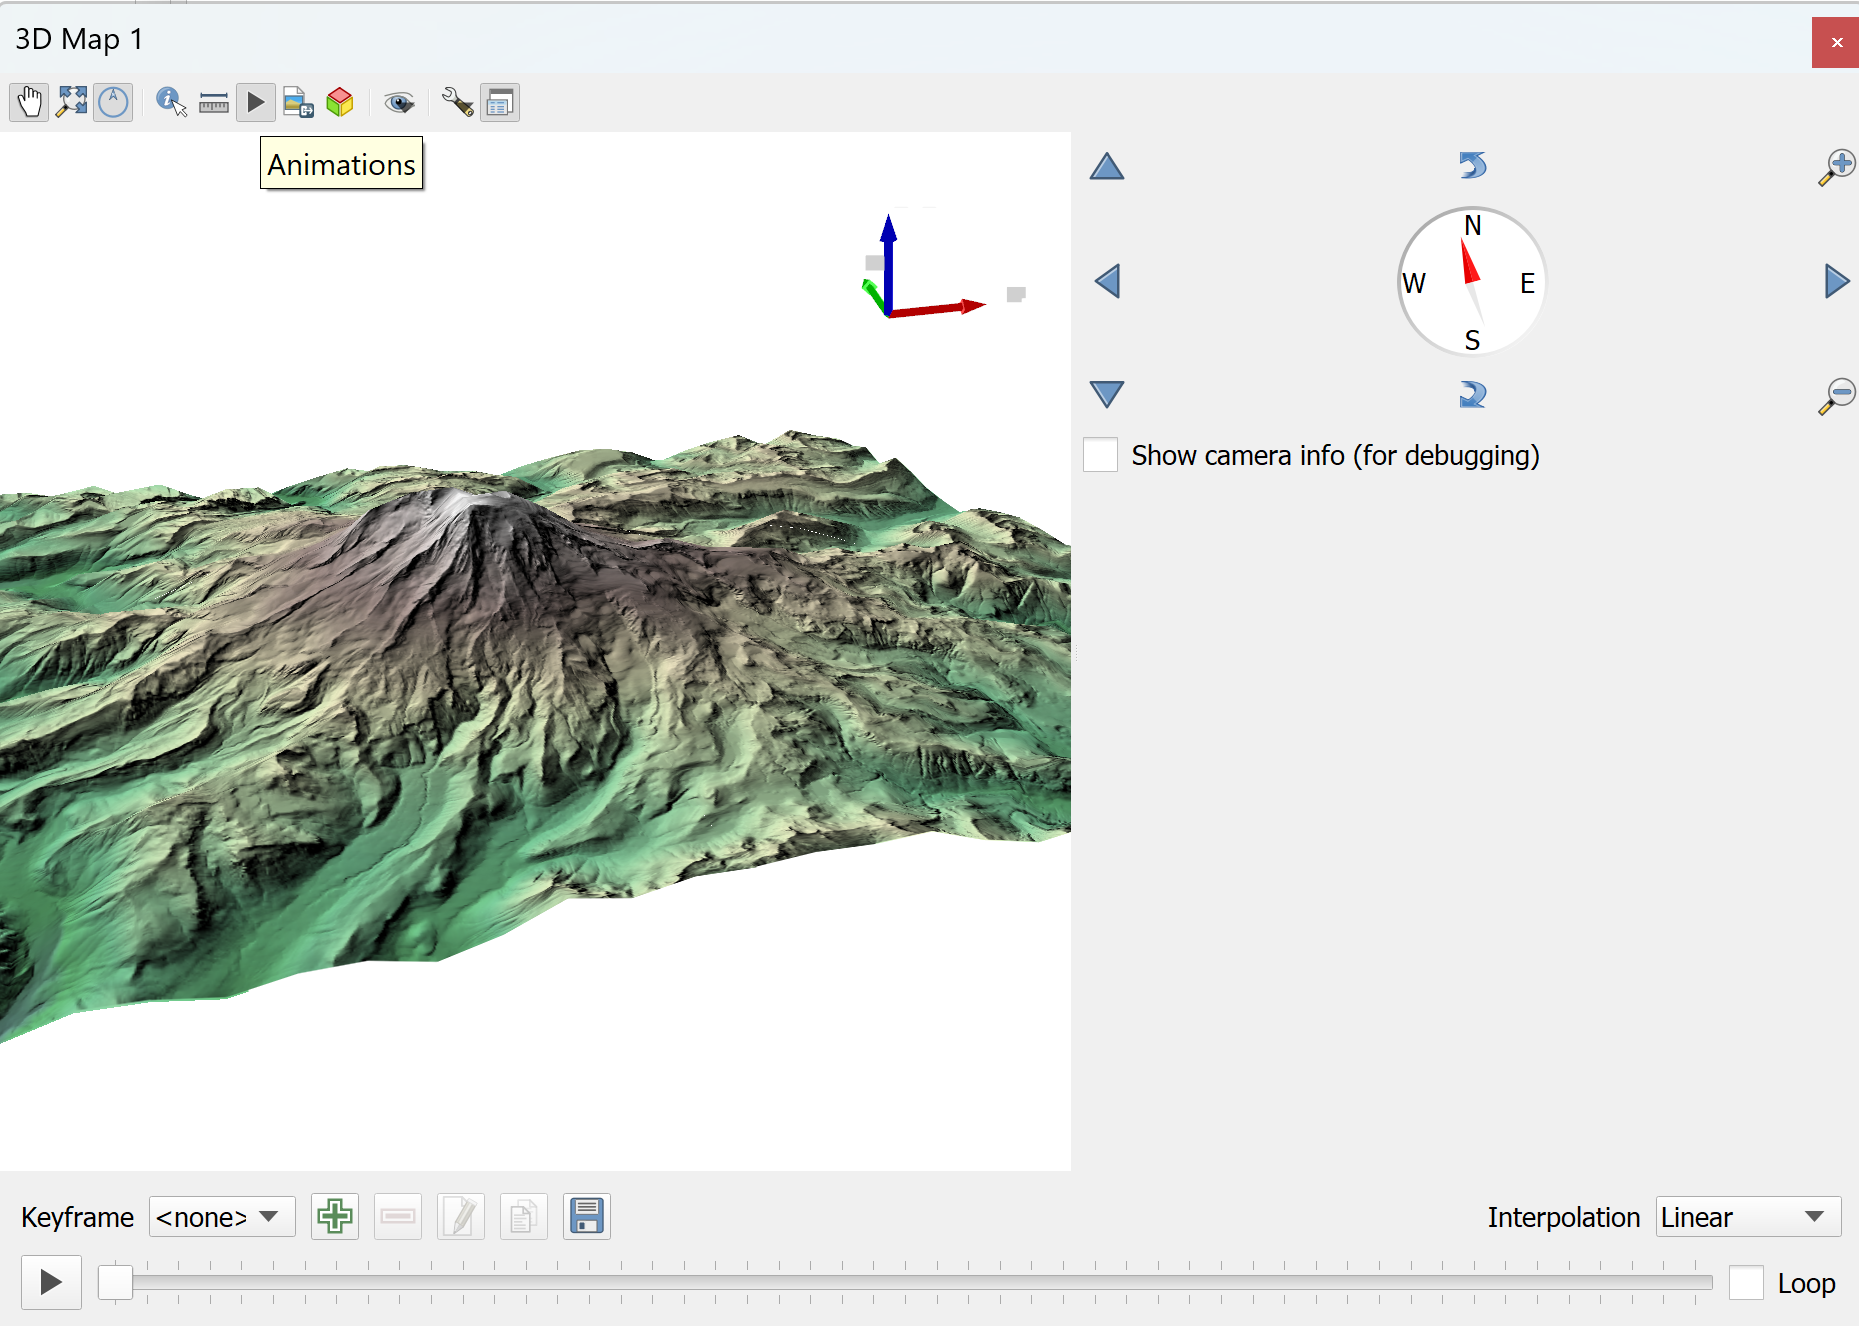 3D Map 1
Animations
N
W E
S
Show camera info (for debugging)
Keyframe <none> Interpolation Linear
Loop